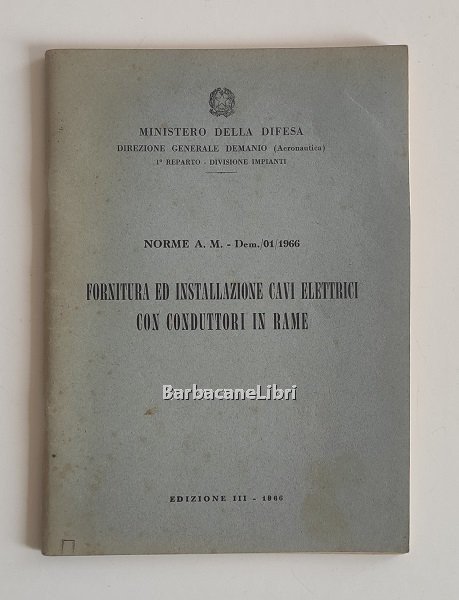 MINISTERO DELLA DIFESA
DIREZIONE GENERALE DEMANIO (Aeronautica)
1° REPARTO - DIVISIONE IMPIANTI
NORME A. M. - Dem./01/1966
FORNITURA ED INSTALLAZIONE CAVI ELETTRICI
CON CONDUTTORI IN RAME
BarbacaneLibri
EDIZIONE III - 1966